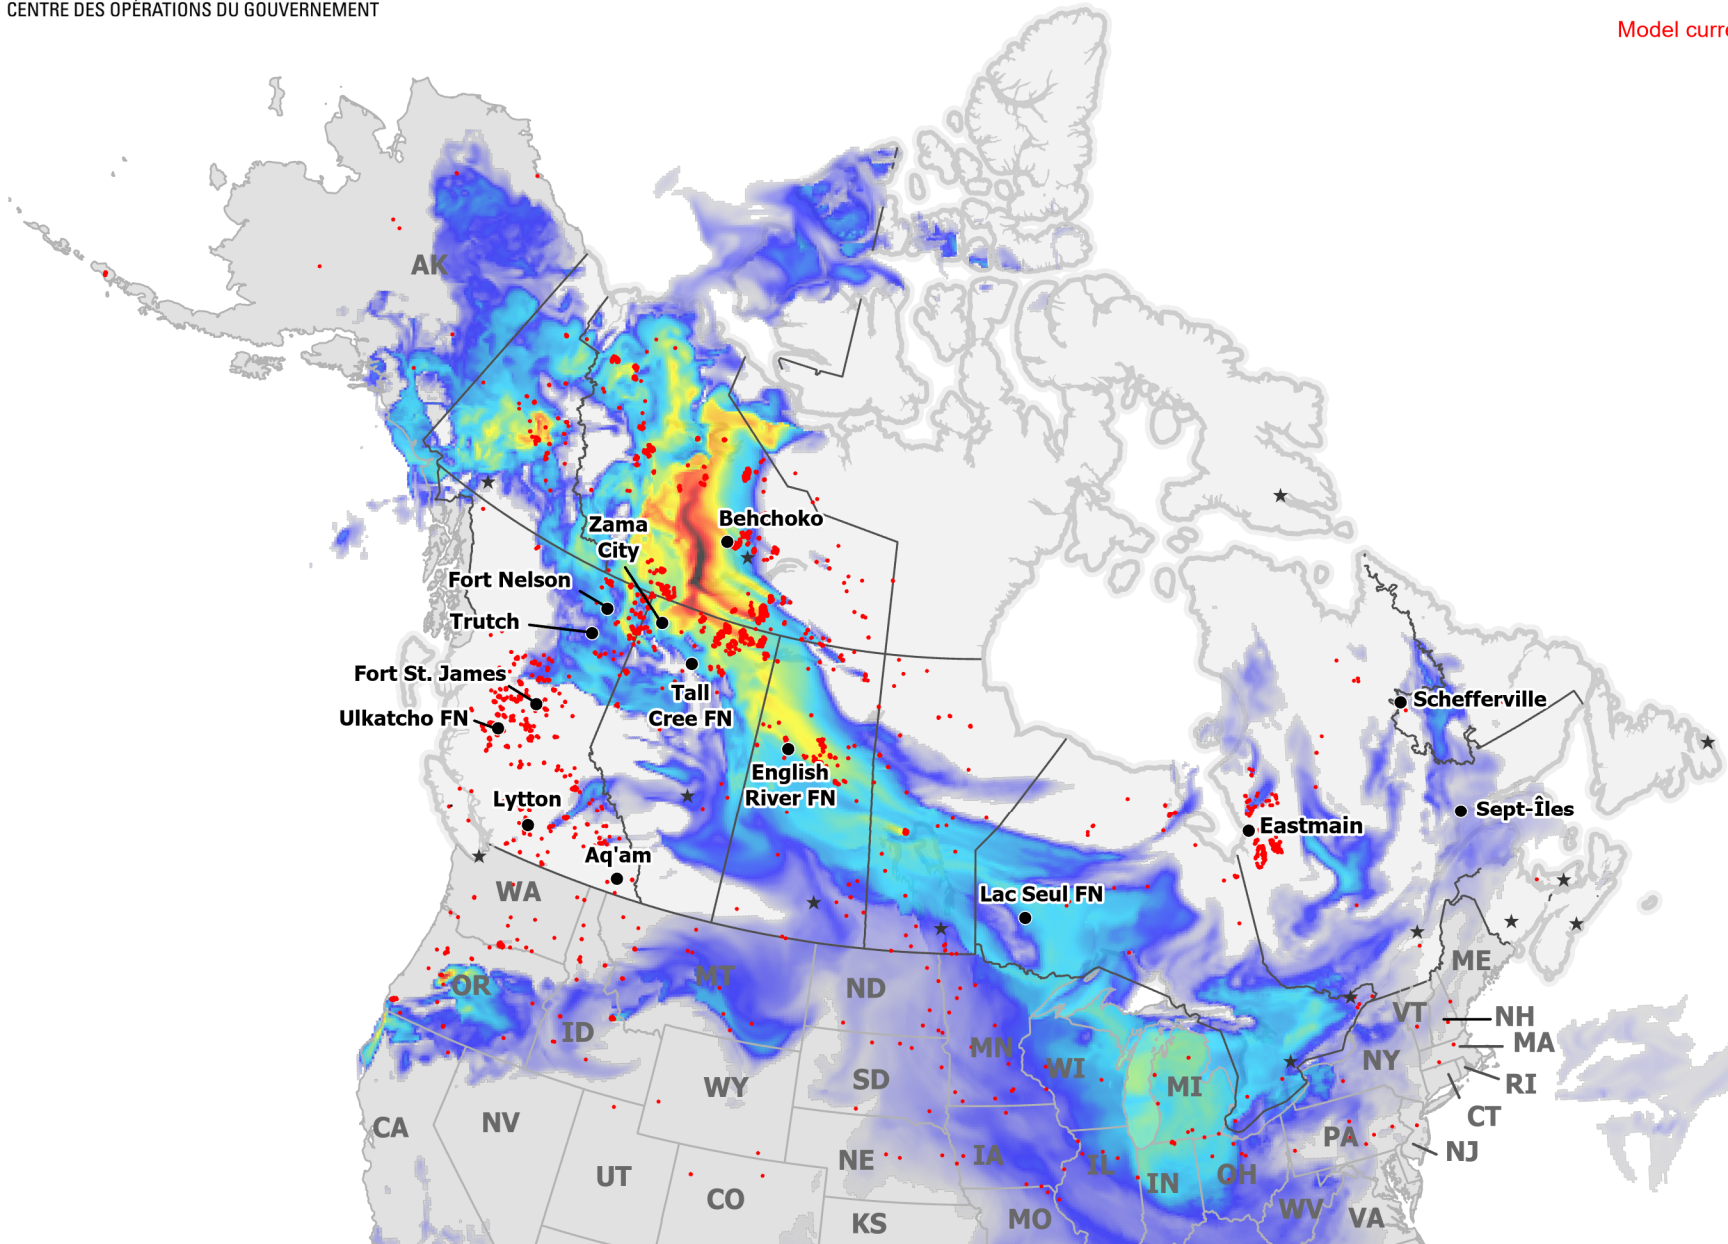 CENTRE DES OPÉRATIONS DU GOUVERNEMENT
Model curre
AK
Zama
City
Behchoko
Fort Nelson
Trutch
Fort St. James
Ulkatcho FN
Tall
Cree FN
English
River FN
Lytton
Aq'am
Lac Seul FN
Eastmain
Schefferville
Sept-Îles
WA
OR
ID
MT
ND
MN
WI
MI
SD
WY
NV
CA
UT
CO
NE
KS
IA
MO
IL
IN
OH
WV
VA
PA
NY
VT
ME
NH
MA
RI
CT
NJ